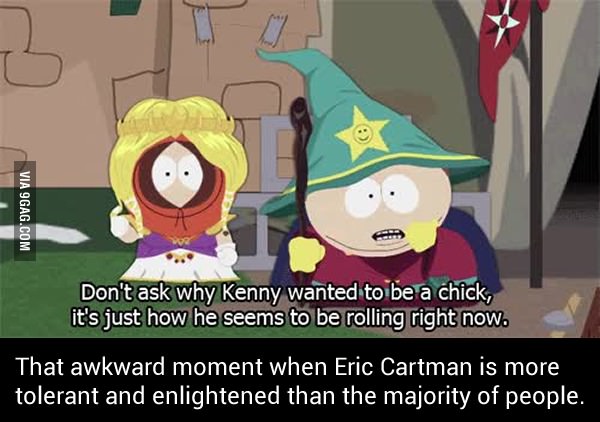 VIA 9GAG.COM
Don't ask why Kenny wanted to be a chick,
it's just how he seems to be rolling right now.
That awkward moment when Eric Cartman is more
tolerant and enlightened than the majority of people.